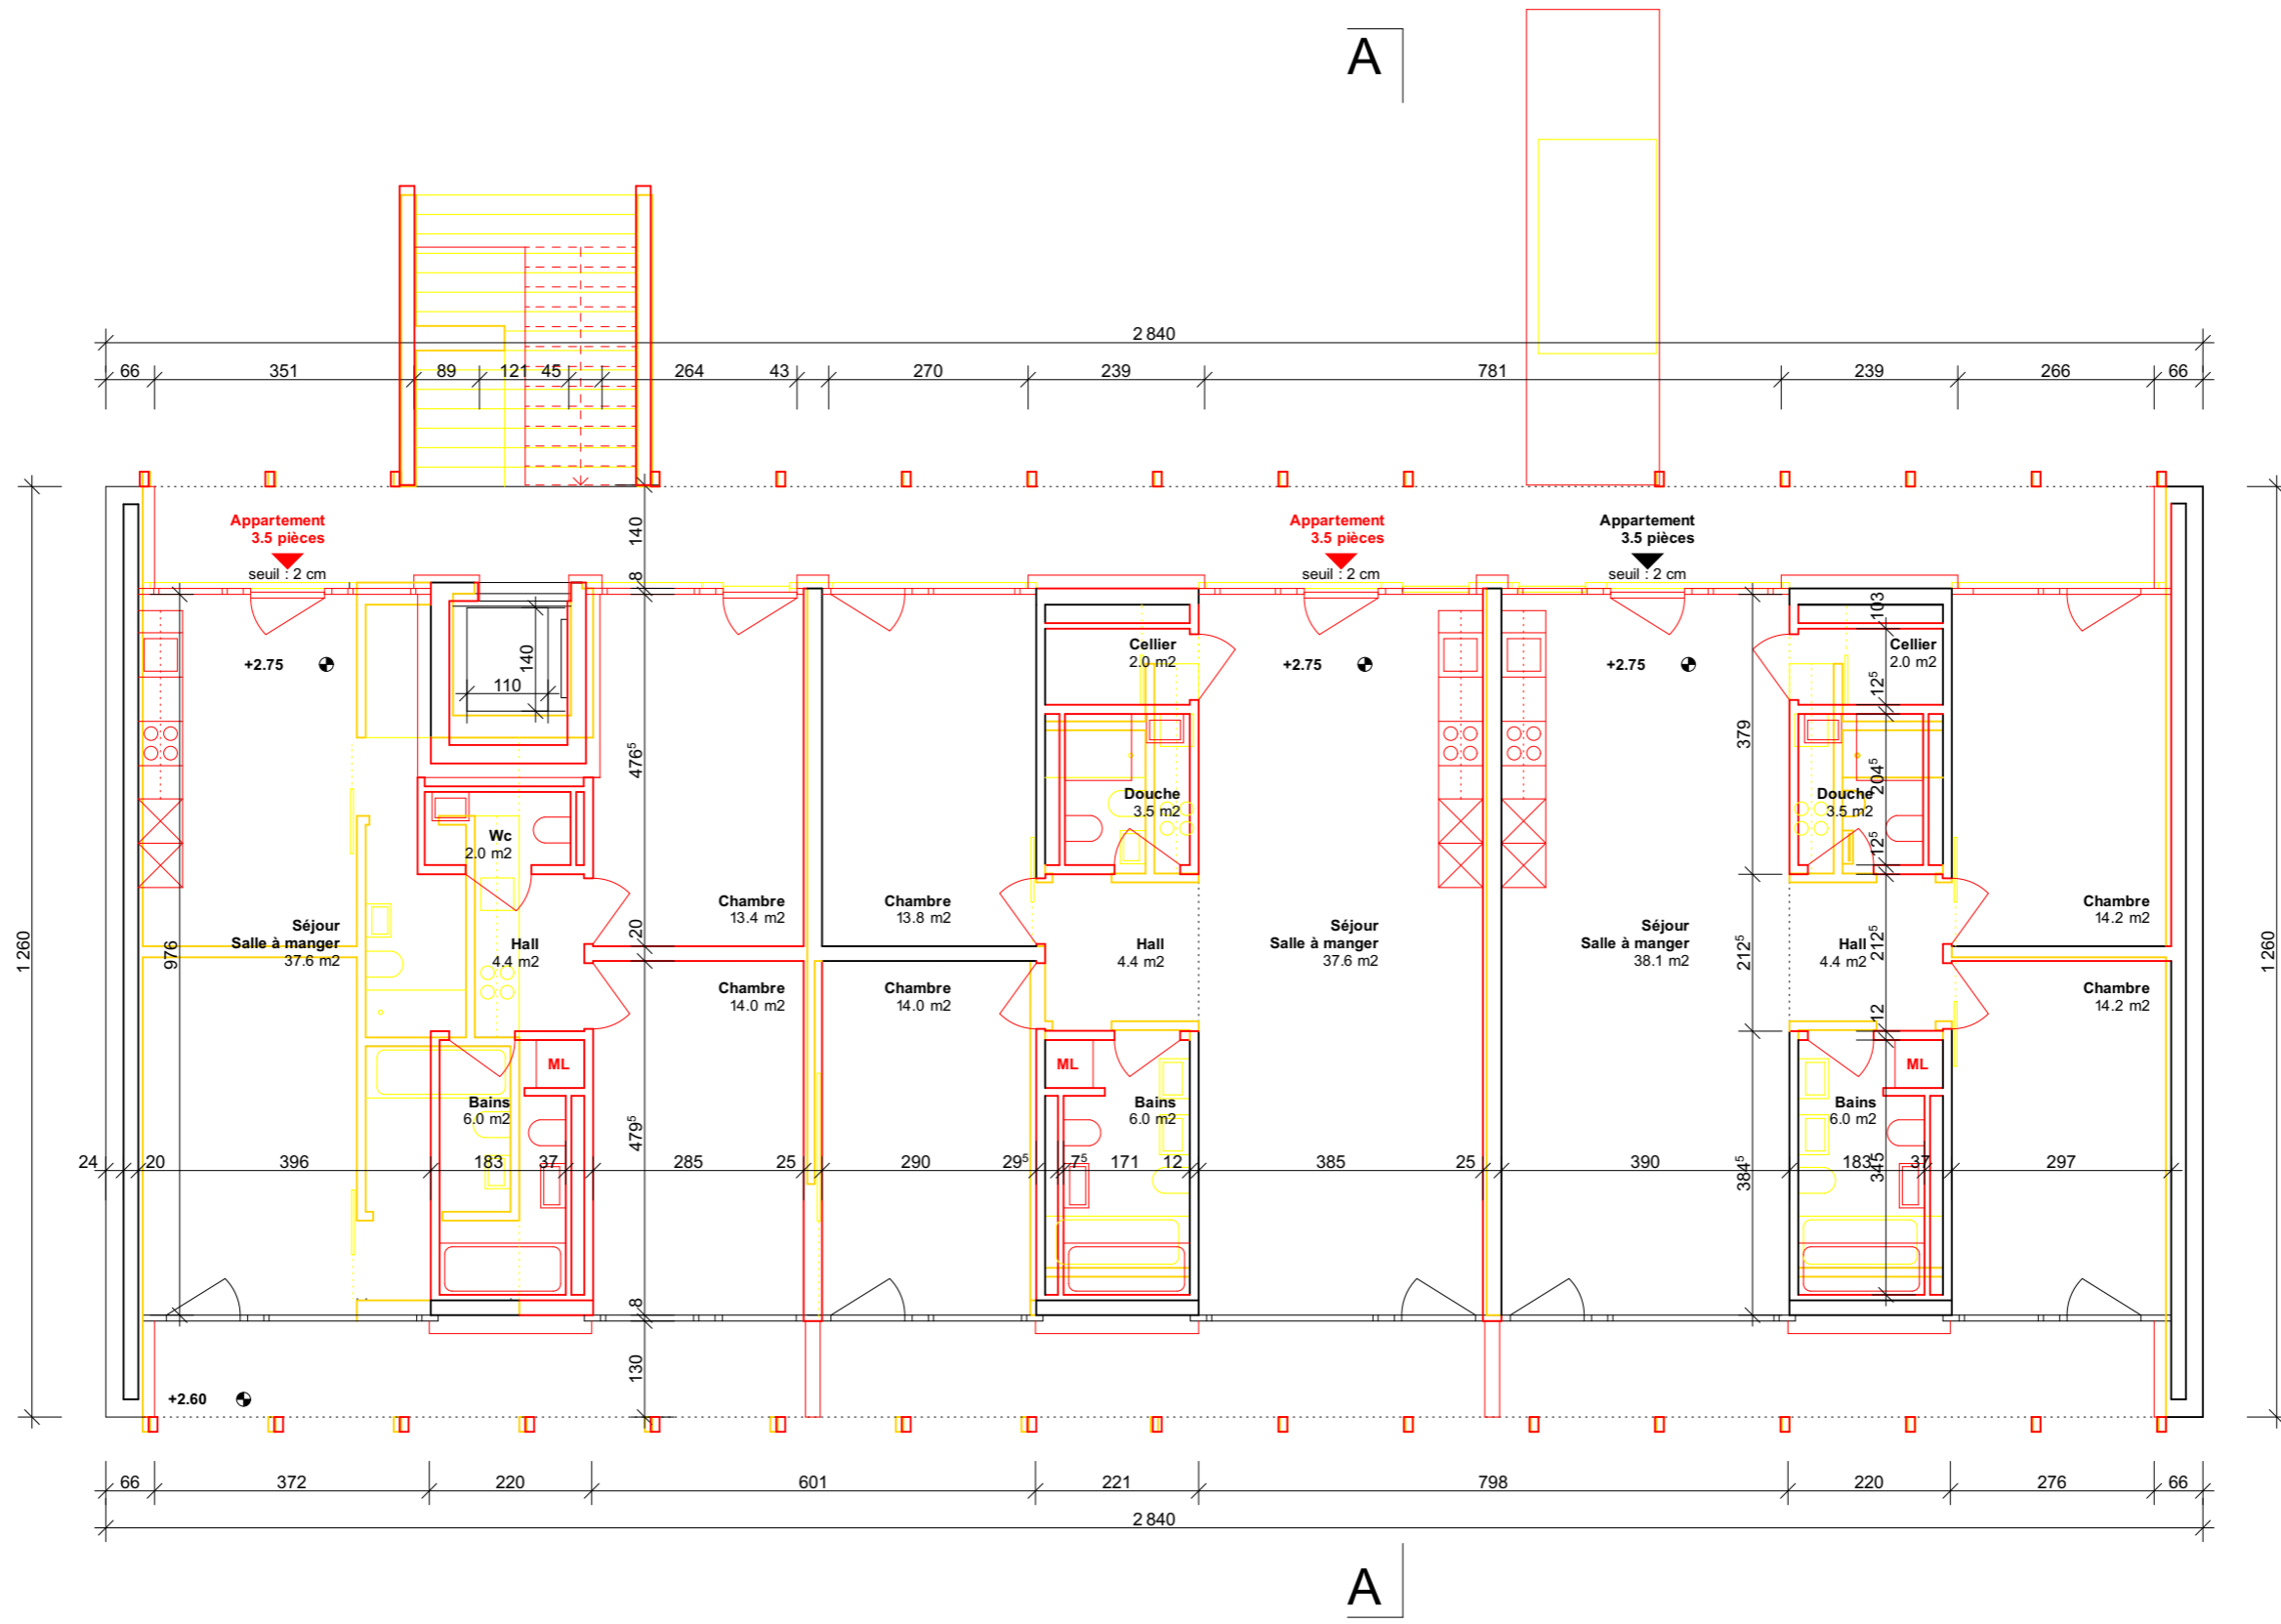 A
2 840
66 351 89 121 45 264 43 270 239 781 239 266 66
Appartement
3.5 pièces
seuil : 2 cm
Appartement
3.5 pièces
seuil : 2 cm
Appartement
3.5 pièces
seuil : 2 cm
140
8
+2.75
140
110
476⁵
Cellier
2.0 m2
+2.75
+2.75
379
103
Cellier
2.0 m2
12⁵
Wc
2.0 m2
Douche
3.5 m2
Douche
3.5 m2
204⁵
12⁵
1 260
976
Séjour
Salle à manger
37.6 m2
Hall
4.4 m2
20
Chambre
13.4 m2
Chambre
13.8 m2
Hall
4.4 m2
Séjour
Salle à manger
37.6 m2
Séjour
Salle à manger
38.1 m2
212⁵
Hall
4.4 m2
212⁵
Chambre
14.2 m2
1 260
Chambre
14.0 m2
Chambre
14.0 m2
12
Chambre
14.2 m2
ML
ML
ML
Bains
6.0 m2
479⁵
Bains
6.0 m2
Bains
6.0 m2
24 20 396 183 37 285 25 290 29⁵ 7⁵ 171 12 385 25 390 183 37 297
384⁵
345
8
130
+2.60
66 372 220 601 221 798 220 276 66
2 840
A